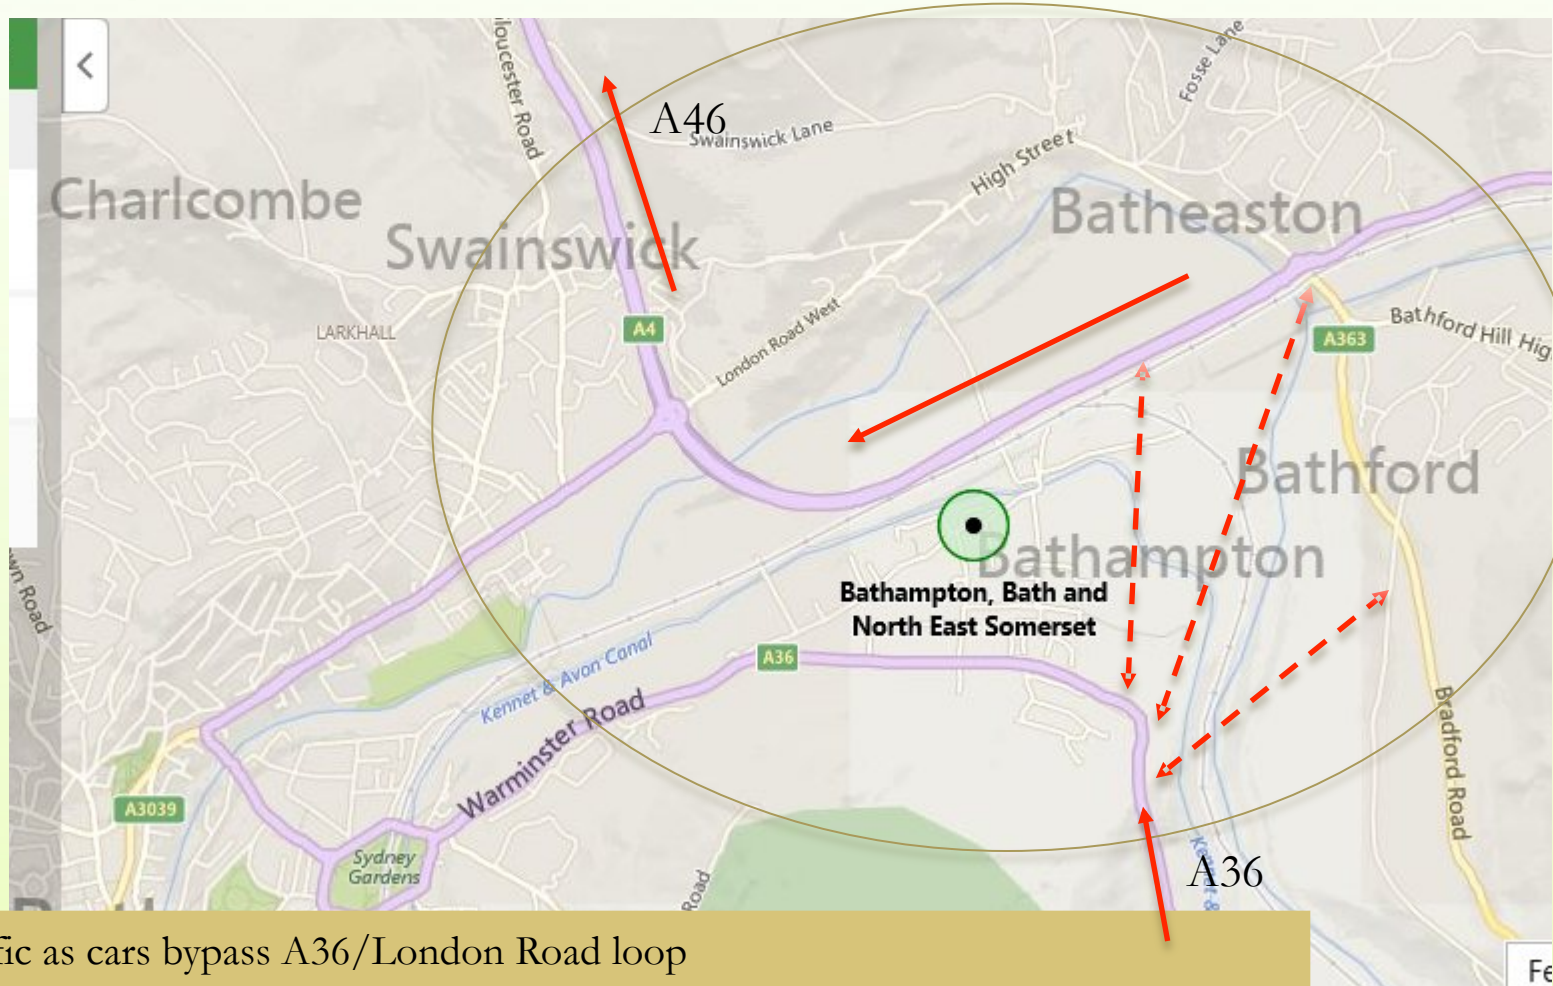 A46
Swainswick Lane
Fosse Lane
High Street
Charlcombe
Swainswick
Batheaston
LARKHALL
A4
London Road West
A363
Bathford Hill
Bathford
Bathampton
Bathampton, Bath and
North East Somerset
A36
Kennet & Avon Canal
Warminster Road
Bradford Road
A3039
Sydney
Gardens
Road
Road
A36
as cars bypass A36/London Road loop